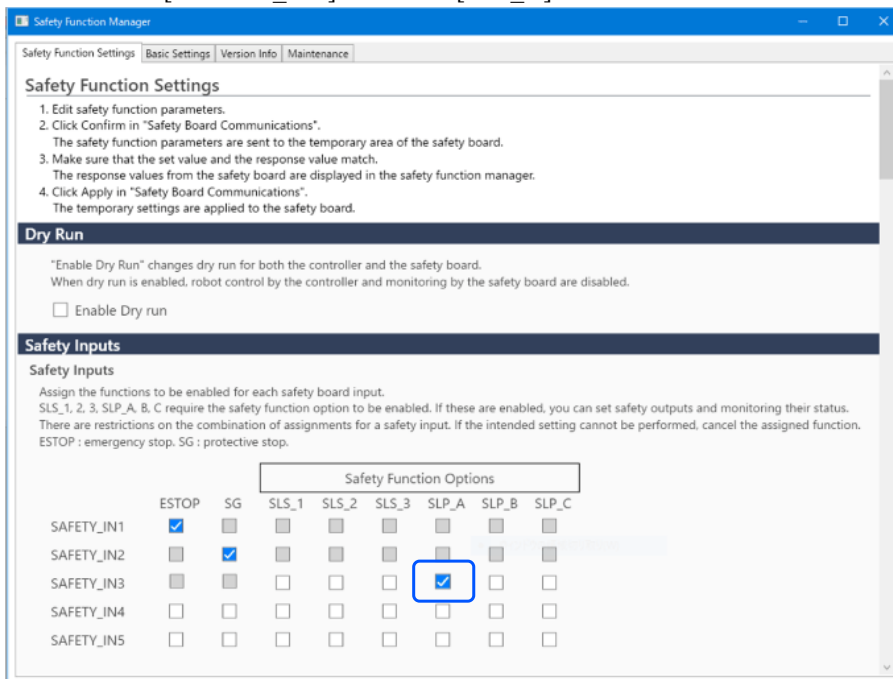 Safety Function Manager
Safety Function Settings Basic Settings Version Info Maintenance
Safety Function Settings
1. Edit safety function parameters.
2. Click Confirm in "Safety Board Communications".
The safety function parameters are sent to the temporary area of the safety board.
3. Make sure that the set value and the response value match.
The response values from the safety board are displayed in the safety function manager.
4. Click Apply in "Safety Board Communications".
The temporary settings are applied to the safety board.
Dry Run
"Enable Dry Run" changes dry run for both the controller and the safety board.
When dry run is enabled, robot control by the controller and monitoring by the safety board are disabled.
Enable Dry run
Safety Inputs
Safety Inputs
Assign the functions to be enabled for each safety board input.
SLS_1, 2, 3, SLP_A, B, C require the safety function option to be enabled. If these are enabled, you can set safety outputs and monitoring their status.
There are restrictions on the combination of assignments for a safety input. If the intended setting cannot be performed, cancel the assigned function.
ESTOP : emergency stop. SG : protective stop.
Safety Function Options
ESTOP SG SLS_1 SLS_2 SLS_3 SLP_A SLP_B SLP_C
SAFETY_IN1
SAFETY_IN2
SAFETY_IN3
SAFETY_IN4
SAFETY_IN5